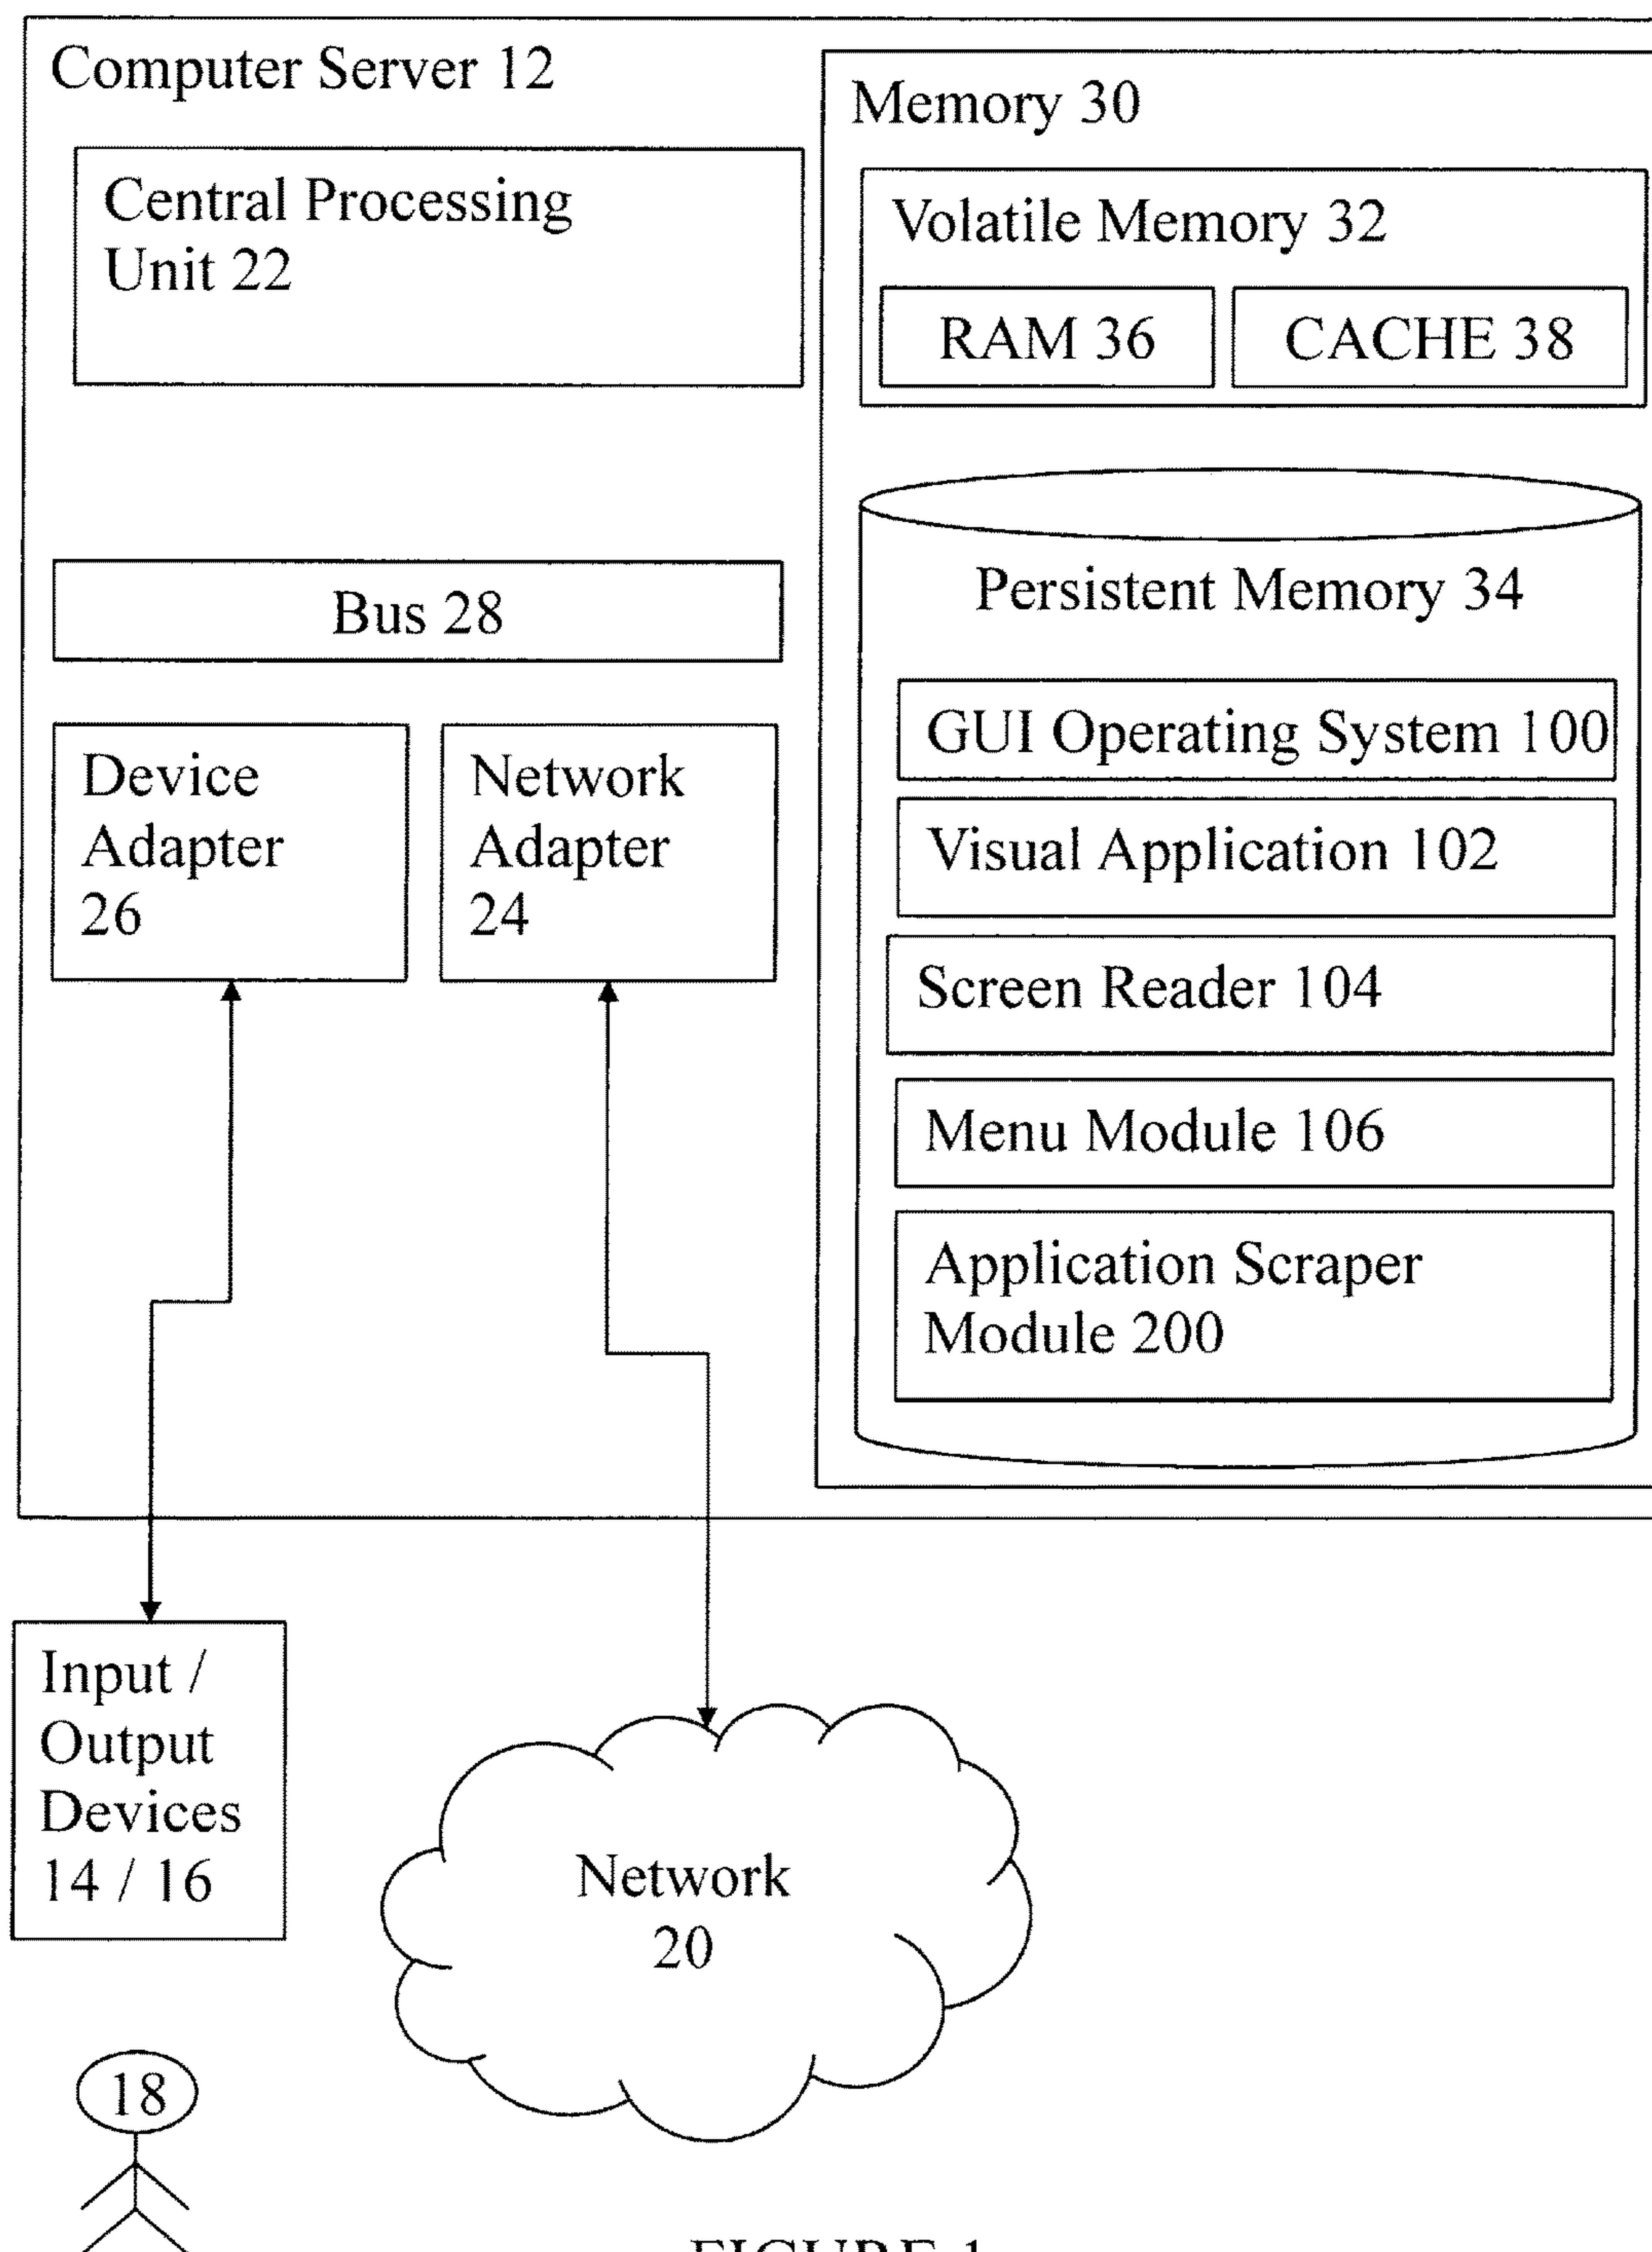 Computer Server 12
Central Processing
Unit 22
Bus 28
Device
Adapter
26
Network
Adapter
24
Memory 30
Volatile Memory 32
RAM 36
CACHE 38
Persistent Memory 34
GUI Operating System 100
Visual Application 102
Screen Reader 104
Menu Module 106
Application Scraper
Module 200
Input /
Output
Devices
14 / 16
Network
20
18
FIGURE 1